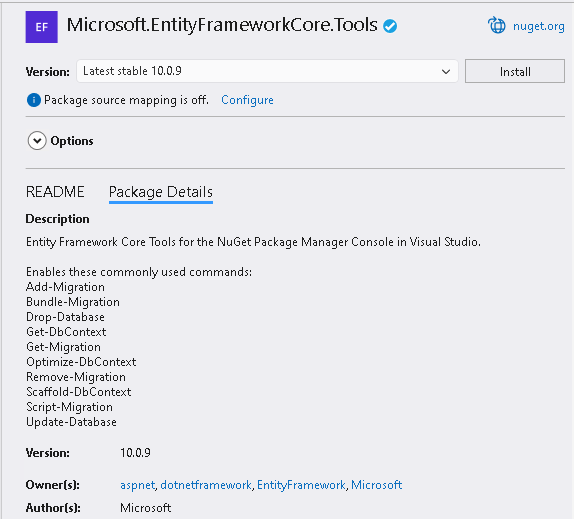 EF Microsoft.EntityFrameworkCore.Tools nuget.org
Version: Latest stable 10.0.9 Install
i Package source mapping is off. Configure
Options
README Package Details
Description
Entity Framework Core Tools for the NuGet Package Manager Console in Visual Studio.
Enables these commonly used commands:
Add-Migration
Bundle-Migration
Drop-Database
Get-DbContext
Get-Migration
Optimize-DbContext
Remove-Migration
Scaffold-DbContext
Script-Migration
Update-Database
Version: 10.0.9
Owner(s): aspnet, dotnetframework, EntityFramework, Microsoft
Author(s): Microsoft